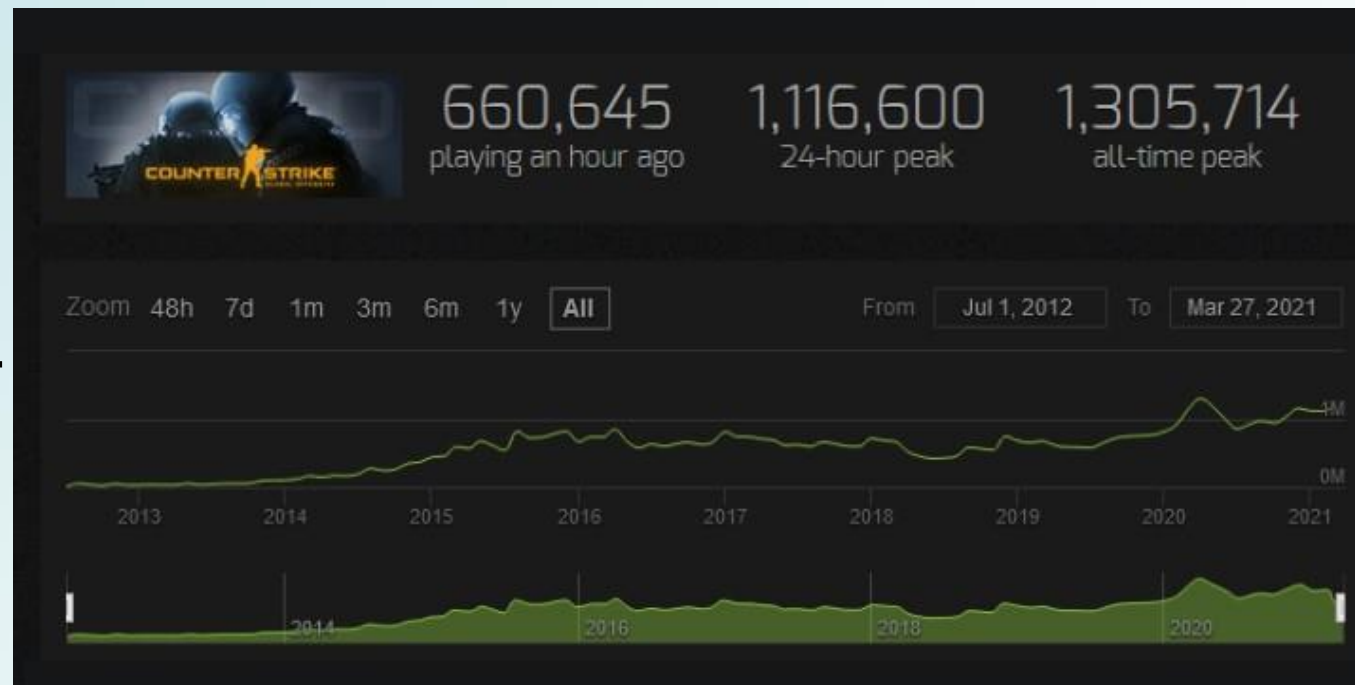 660,645
playing an hour ago
1,116,600
24-hour peak
1,305,714
all-time peak
COUNTER STRIKE
GLOBAL OFFENSIVE
Zoom 48h 7d 1m 3m 6m 1y All
From Jul 1, 2012 To Mar 27, 2021
1M
0M
2013 2014 2015 2016 2017 2018 2019 2020 2021
2014 2016 2018 2020